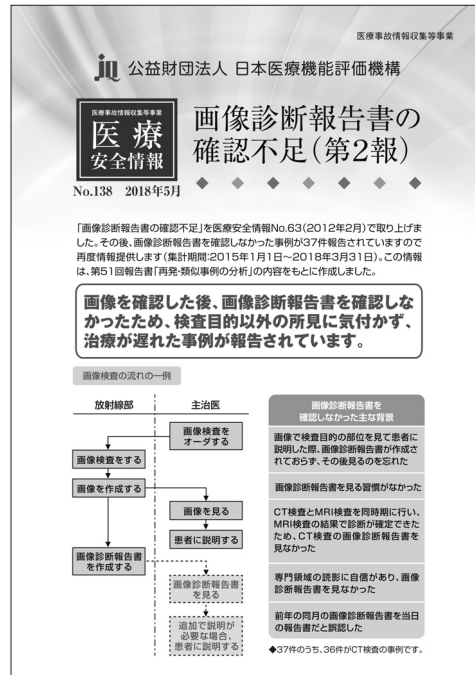 医療事故情報収集等事業
jq 公益財団法人 日本医療機能評価機構
医療事故情報収集等事業
医療
安全情報
No.138 2018年5月
画像診断報告書の
確認不足(第2報)
「画像診断報告書の確認不足」を医療安全情報No.63(2012年2月)で取り上げま
した。その後、画像診断報告書を確認しなかった事例が37件報告されていますので
再度情報提供します(集計期間:2015年1月1日~2018年3月31日)。この情報
は、第51回報告書「再発・類似事例の分析」の内容をもとに作成しました。
画像を確認した後、画像診断報告書を確認しな
かったため、検査目的以外の所見に気付かず、
治療が遅れた事例が報告されています。
画像検査の流れの一例
放射線部
主治医
画像検査を
オーダする
画像検査をする
画像を作成する
画像を見る
患者に説明する
画像診断報告書
を作成する
画像診断報告書
を見る
追加で説明が
必要な場合、
患者に説明する
画像診断報告書を
確認しなかった主な背景
画像で検査目的の部位を見て患者に
説明した際、画像診断報告書が作成さ
れておらず、その後見るのを忘れた
画像診断報告書を見る習慣がなかった
CT検査とMRI検査を同時期に行い、
MRI検査の結果で診断が確定できた
ため、CT検査の画像診断報告書を
見なかった
専門領域の読影に自信があり、画像
診断報告書を見なかった
前年の同月の画像診断報告書を当日
の報告書だと誤認した
◆37件のうち、36件がCT検査の事例です。